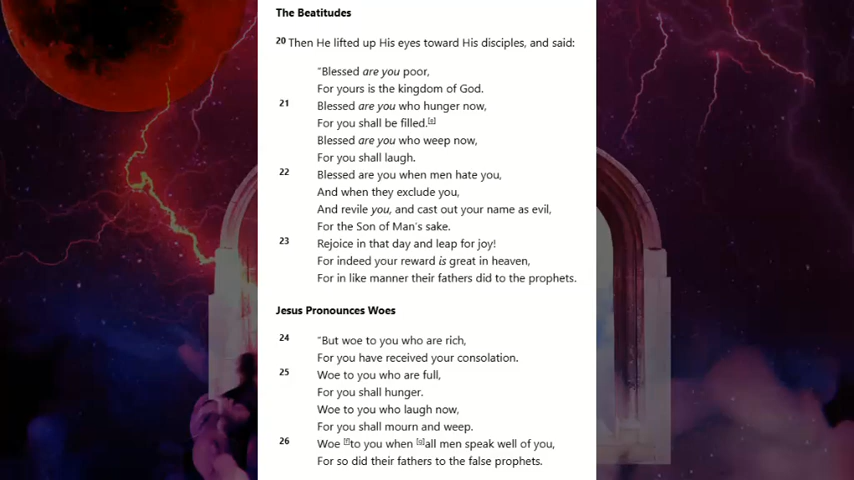 The Beatitudes
20 Then He lifted up His eyes toward His disciples, and said:
"Blessed are you poor,
For yours is the kingdom of God.
21 Blessed are you who hunger now,
For you shall be filled.[e]
Blessed are you who weep now,
For you shall laugh.
22 Blessed are you when men hate you,
And when they exclude you,
And revile you, and cast out your name as evil,
For the Son of Man's sake.
23 Rejoice in that day and leap for joy!
For indeed your reward is great in heaven,
For in like manner their fathers did to the prophets.
Jesus Pronounces Woes
24 "But woe to you who are rich,
For you have received your consolation.
25 Woe to you who are full,
For you shall hunger.
Woe to you who laugh now,
For you shall mourn and weep.
26 Woe [f]to you when [g]all men speak well of you,
For so did their fathers to the false prophets.